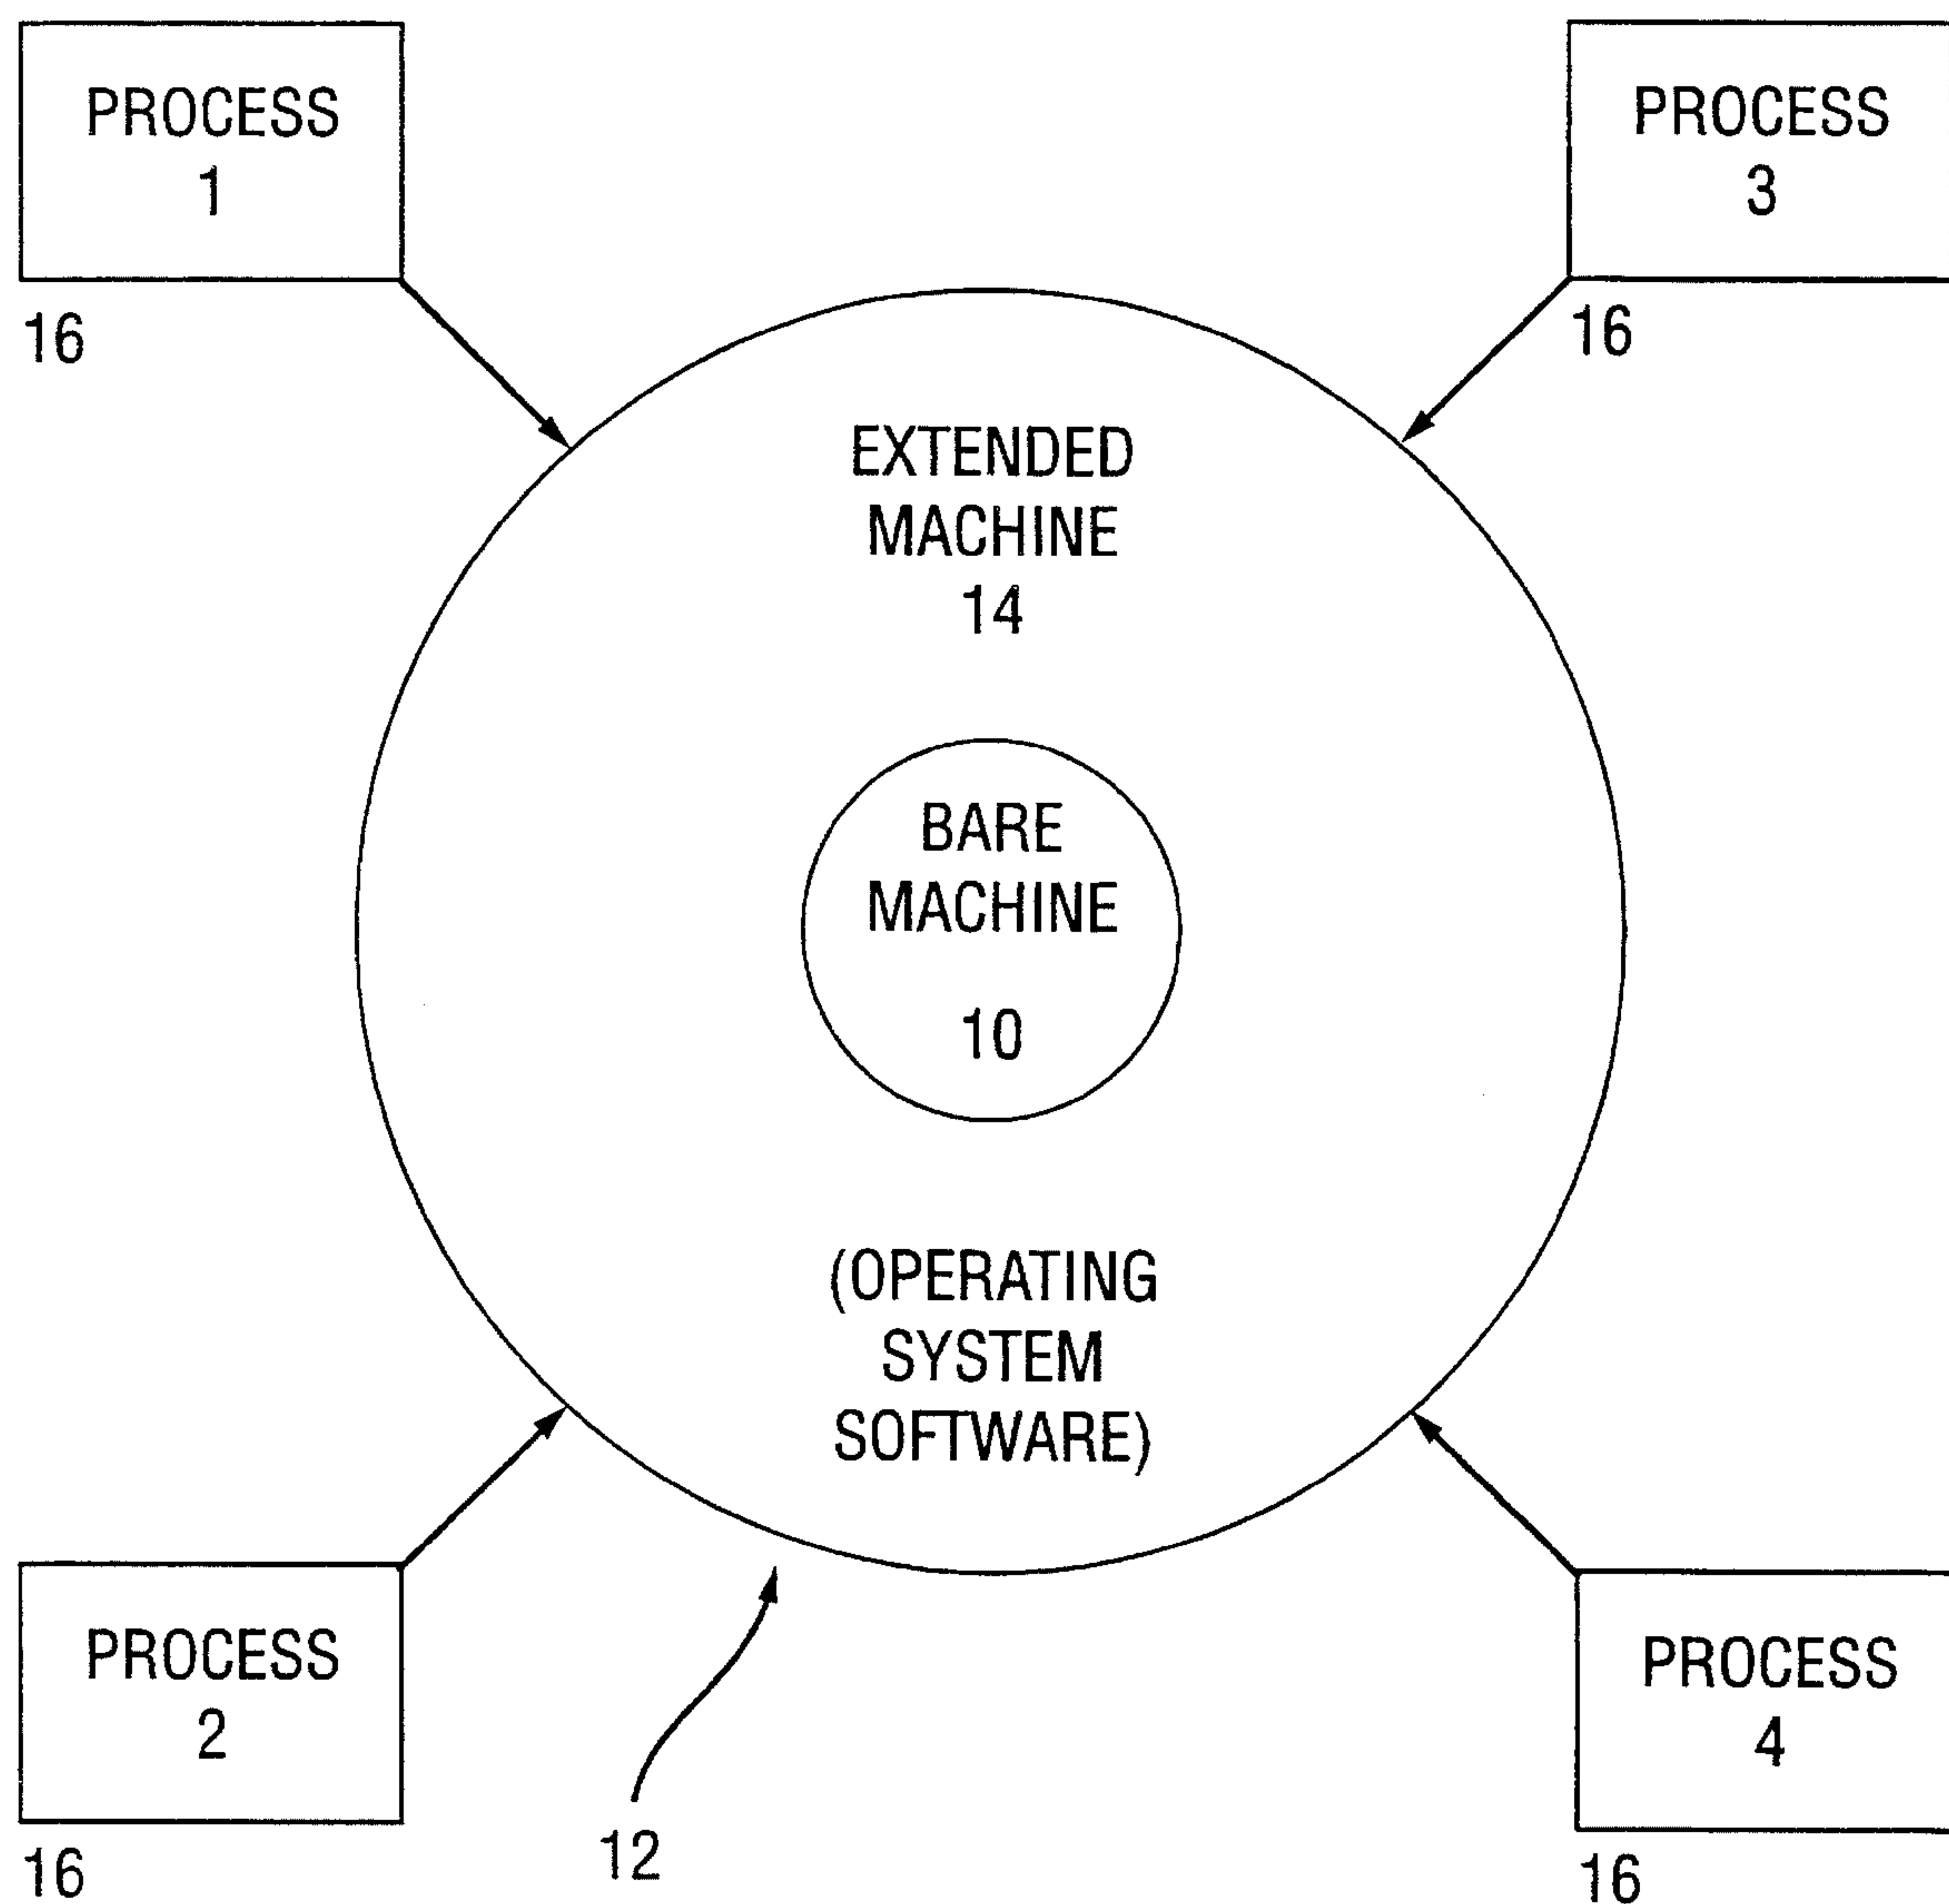 PROCESS
1
16
PROCESS
3
16
EXTENDED
MACHINE
14
BARE
MACHINE
10
(OPERATING
SYSTEM
SOFTWARE)
PROCESS
2
16
12
PROCESS
4
16